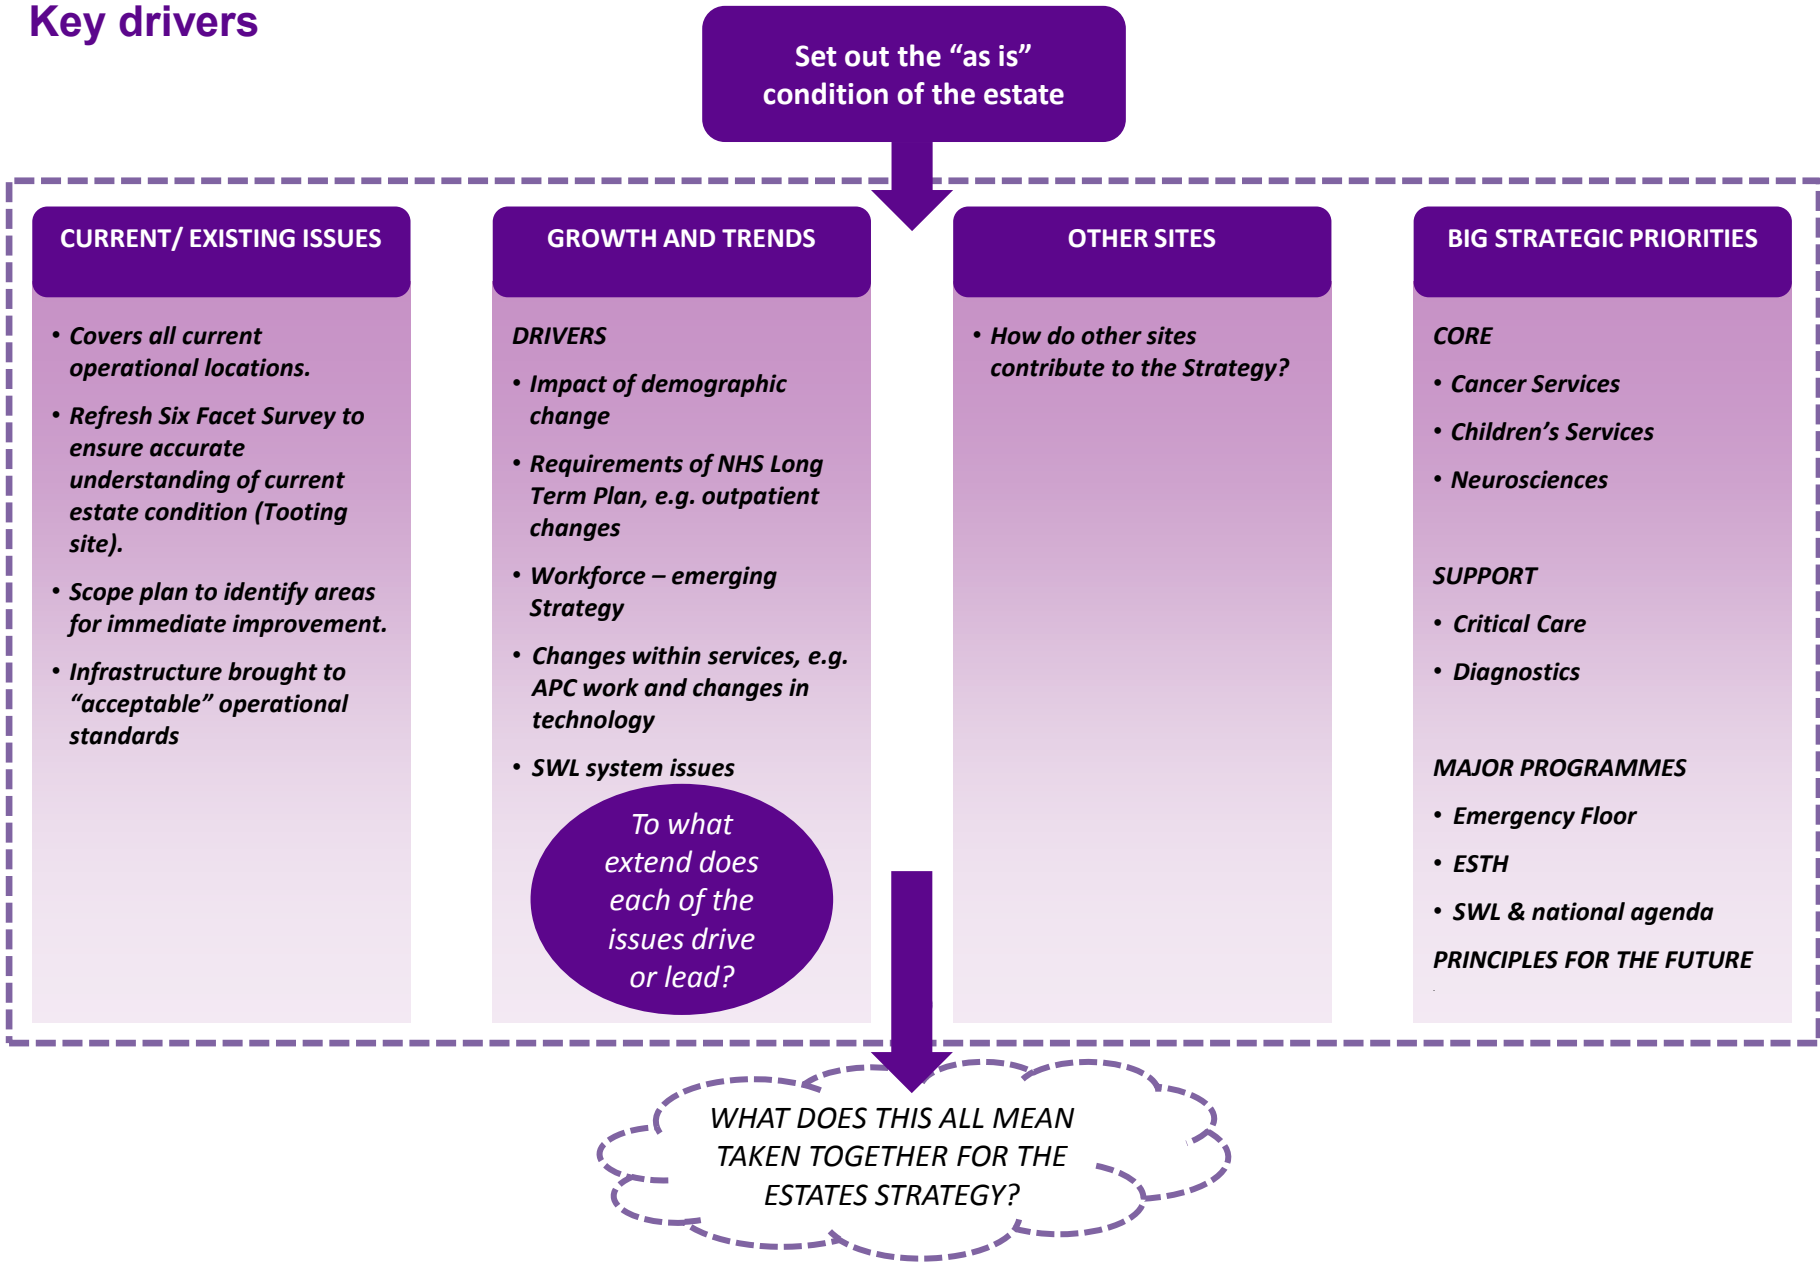 Key drivers
Set out the “as is”
condition of the estate
CURRENT/ EXISTING ISSUES
• Covers all current
operational locations.
• Refresh Six Facet Survey to
ensure accurate
understanding of current
estate condition (Tooting
site).
• Scope plan to identify areas
for immediate improvement.
• Infrastructure brought to
“acceptable” operational
standards
GROWTH AND TRENDS
DRIVERS
• Impact of demographic
change
• Requirements of NHS Long
Term Plan, e.g. outpatient
changes
• Workforce – emerging
Strategy
• Changes within services, e.g.
APC work and changes in
technology
• SWL system issues
To what
extend does
each of the
issues drive
or lead?
OTHER SITES
• How do other sites
contribute to the Strategy?
BIG STRATEGIC PRIORITIES
CORE
• Cancer Services
• Children’s Services
• Neurosciences
SUPPORT
• Critical Care
• Diagnostics
MAJOR PROGRAMMES
• Emergency Floor
• ESTH
• SWL & national agenda
PRINCIPLES FOR THE FUTURE
WHAT DOES THIS ALL MEAN
TAKEN TOGETHER FOR THE
ESTATES STRATEGY?